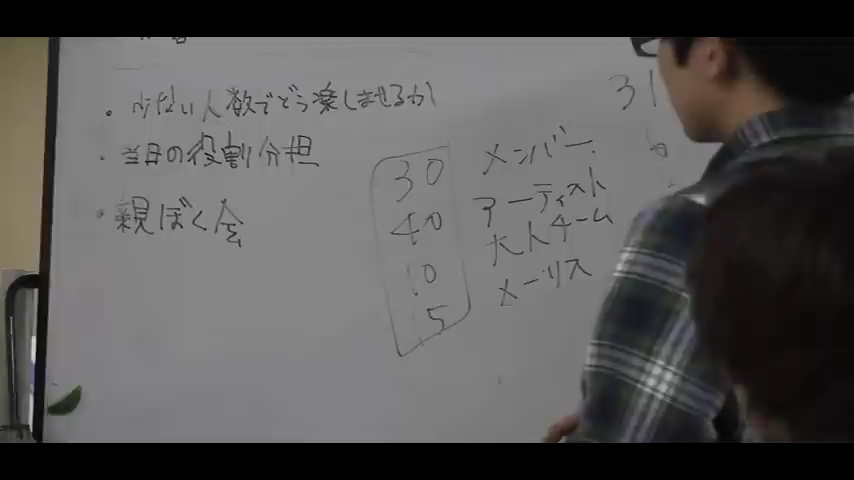 ・少ない人数でどう楽しませるか
・当日の役割分担
・親ぼく会
30 メンバー
40 アーティスト
10 大人チーム
15 メーリス
31
6